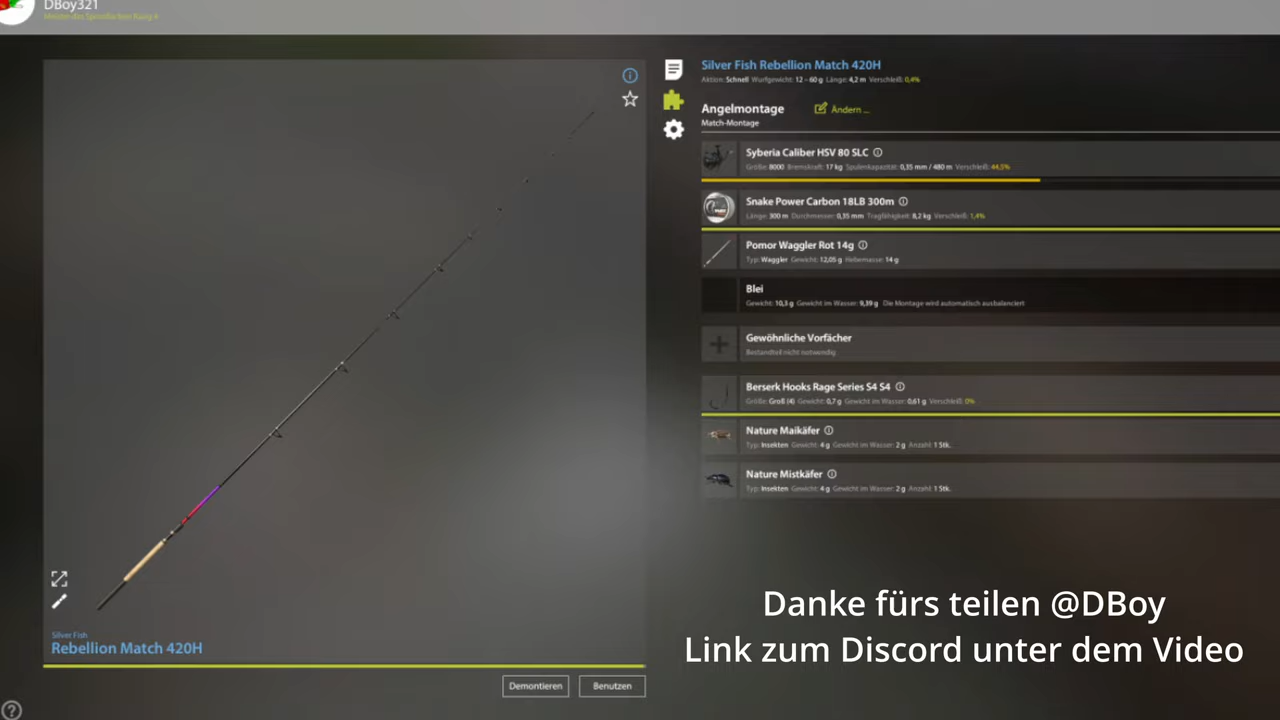 DBoy321
Silver Fish Rebellion Match 420H
Aktion: Schnell Wurfgewicht: 12 – 60 g Länge: 4,2 m Verschleiß: 0,4%
Angelmontage
Ändern ...
Match-Montage
Syberia Caliber HSV 80 SLC
Größe: 8000 Bremskraft: 17 kg Spulenkapazität: 0,35 mm / 480 m Verschleiß: 44,5%
Snake Power Carbon 18LB 300m
Länge: 300 m Durchmesser: 0,35 mm Tragfähigkeit: 8,2 kg Verschleiß: 1,4%
Pomor Waggler Rot 14g
Typ: Waggler Gewicht: 12,05 g Hebemasse: 14 g
Blei
Gewicht: 10,3 g Gewicht im Wasser: 9,39 g Die Montage wird automatisch ausbalanciert
Gewöhnliche Vorfächer
Bestandteil nicht notwendig
Berserk Hooks Rage Series S4 S4
Größe: Groß (4) Gewicht: 0,7 g Gewicht im Wasser: 0,61 g Verschleiß: 0%
Nature Maikäfer
Typ: Insekten Gewicht: 4 g Gewicht im Wasser: 2 g Anzahl: 1 Stk.
Nature Mistkäfer
Typ: Insekten Gewicht: 4 g Gewicht im Wasser: 2 g Anzahl: 1 Stk.
Silver Fish
Rebellion Match 420H
Demontieren
Benutzen
Danke fürs teilen @DBoy
Link zum Discord unter dem Video